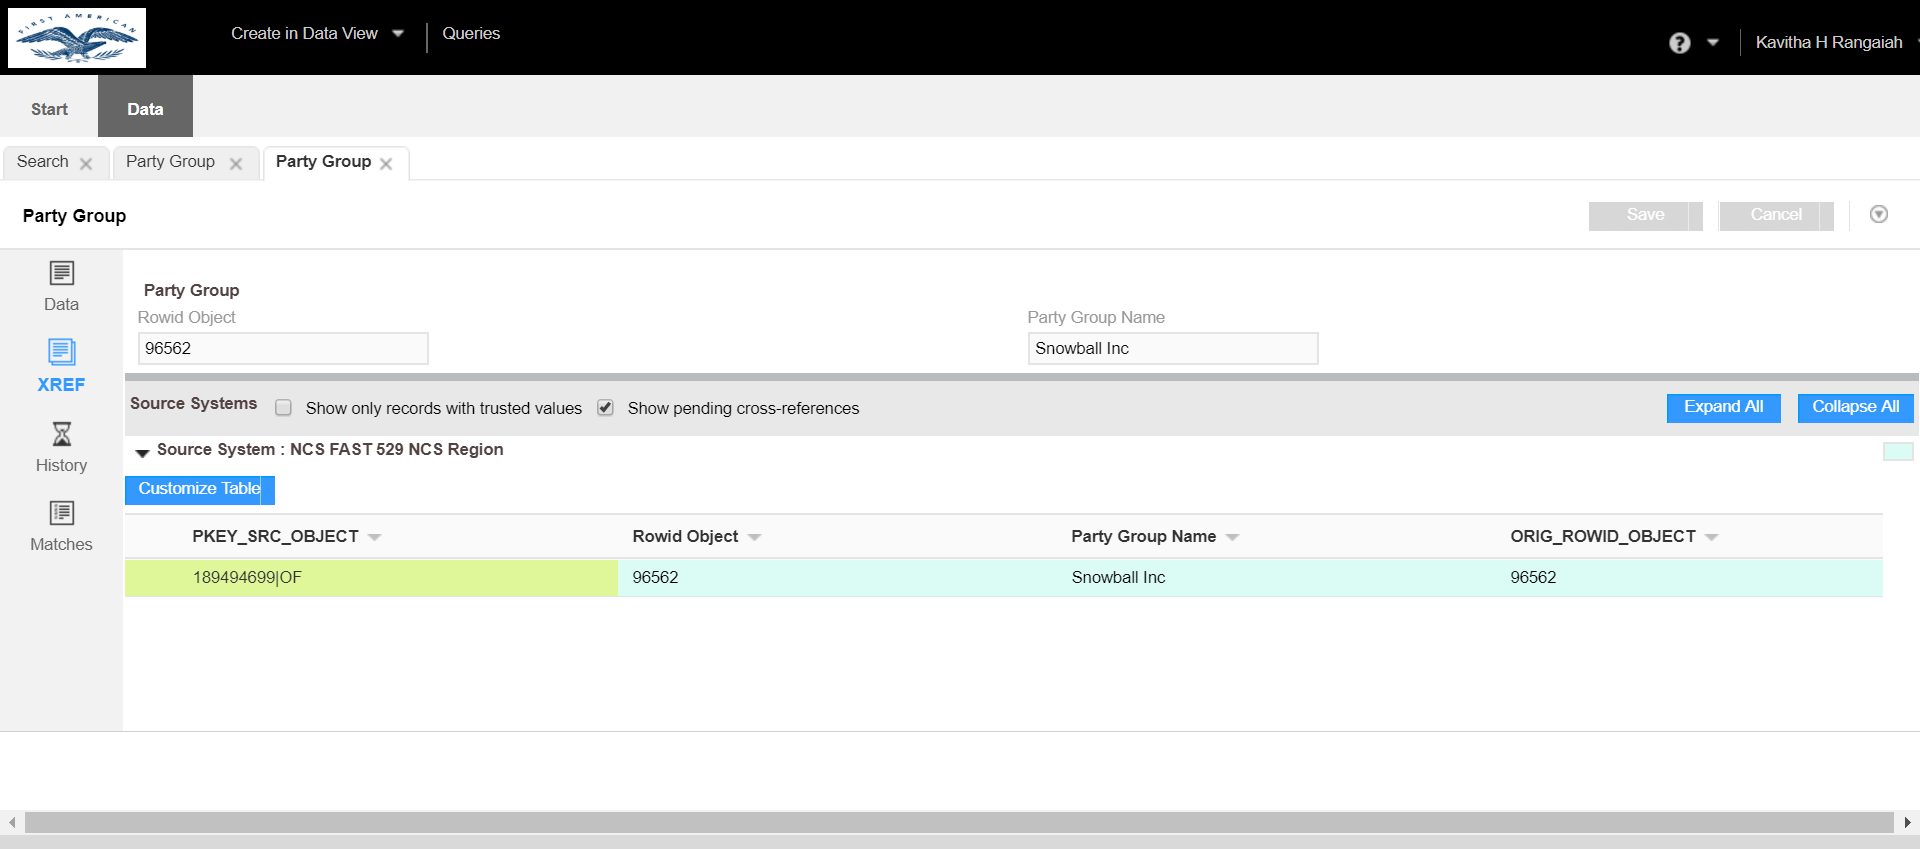 FIRST AMERICAN
Create in Data View
Queries
?
Kavitha H Rangaiah
Start
Data
Search
Party Group
Party Group
Party Group
Save
Cancel
Data
XREF
History
Matches
Party Group
Rowid Object
Party Group Name
96562
Snowball Inc
Source Systems
Show only records with trusted values
Show pending cross-references
Expand All
Collapse All
Source System : NCS FAST 529 NCS Region
Customize Table
PKEY_SRC_OBJECT
Rowid Object
Party Group Name
ORIG_ROWID_OBJECT
189494699|OF
96562
Snowball Inc
96562